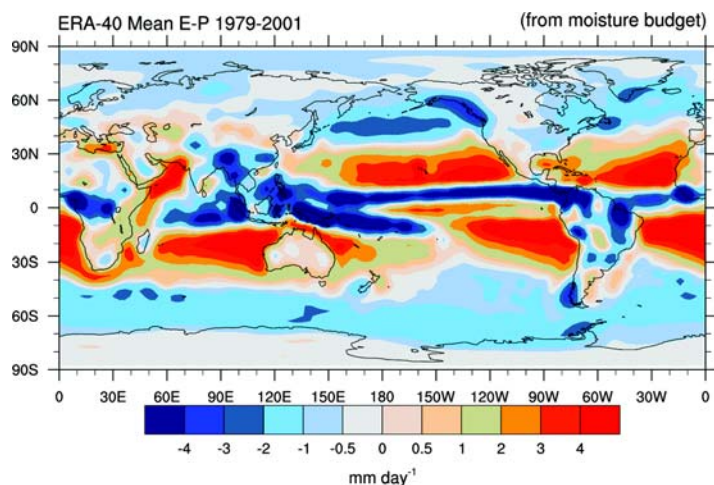 ERA-40 Mean E-P 1979-2001 (from moisture budget)
90N
60N
30N
0
30S
60S
90S
0 30E 60E 90E 120E 150E 180 150W 120W 90W 60W 30W 0
-4 -3 -2 -1 -0.5 0 0.5 1 2 3 4
mm day⁻¹